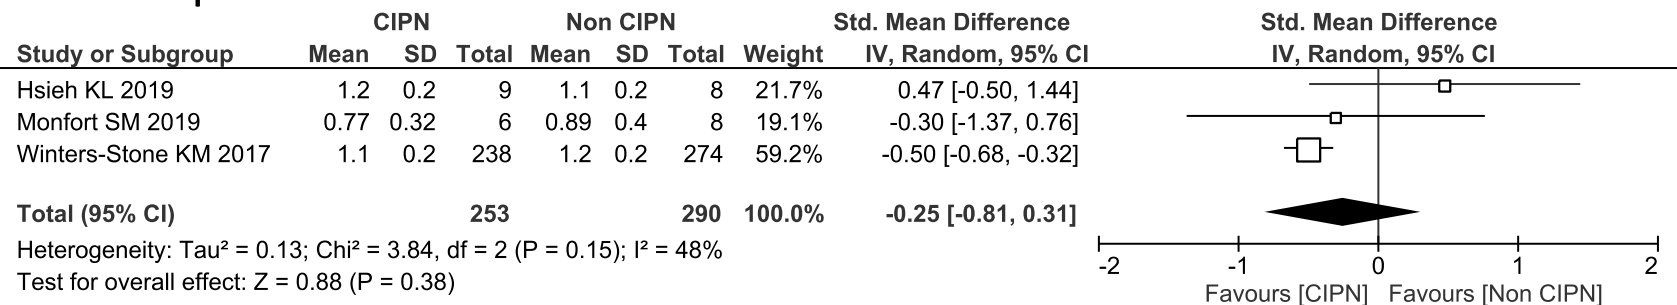 CIPN Non CIPN Std. Mean Difference Std. Mean Difference
Study or Subgroup Mean SD Total Mean SD Total Weight IV, Random, 95% CI IV, Random, 95% CI
Hsieh KL 2019 1.2 0.2 9 1.1 0.2 8 21.7% 0.47 [-0.50, 1.44]
Monfort SM 2019 0.77 0.32 6 0.89 0.4 8 19.1% -0.30 [-1.37, 0.76]
Winters-Stone KM 2017 1.1 0.2 238 1.2 0.2 274 59.2% -0.50 [-0.68, -0.32]
Total (95% CI) 253 290 100.0% -0.25 [-0.81, 0.31]
Heterogeneity: Tau² = 0.13; Chi² = 3.84, df = 2 (P = 0.15); I² = 48%
Test for overall effect: Z = 0.88 (P = 0.38)
-2 -1 0 1 2
Favours [CIPN] Favours [Non CIPN]